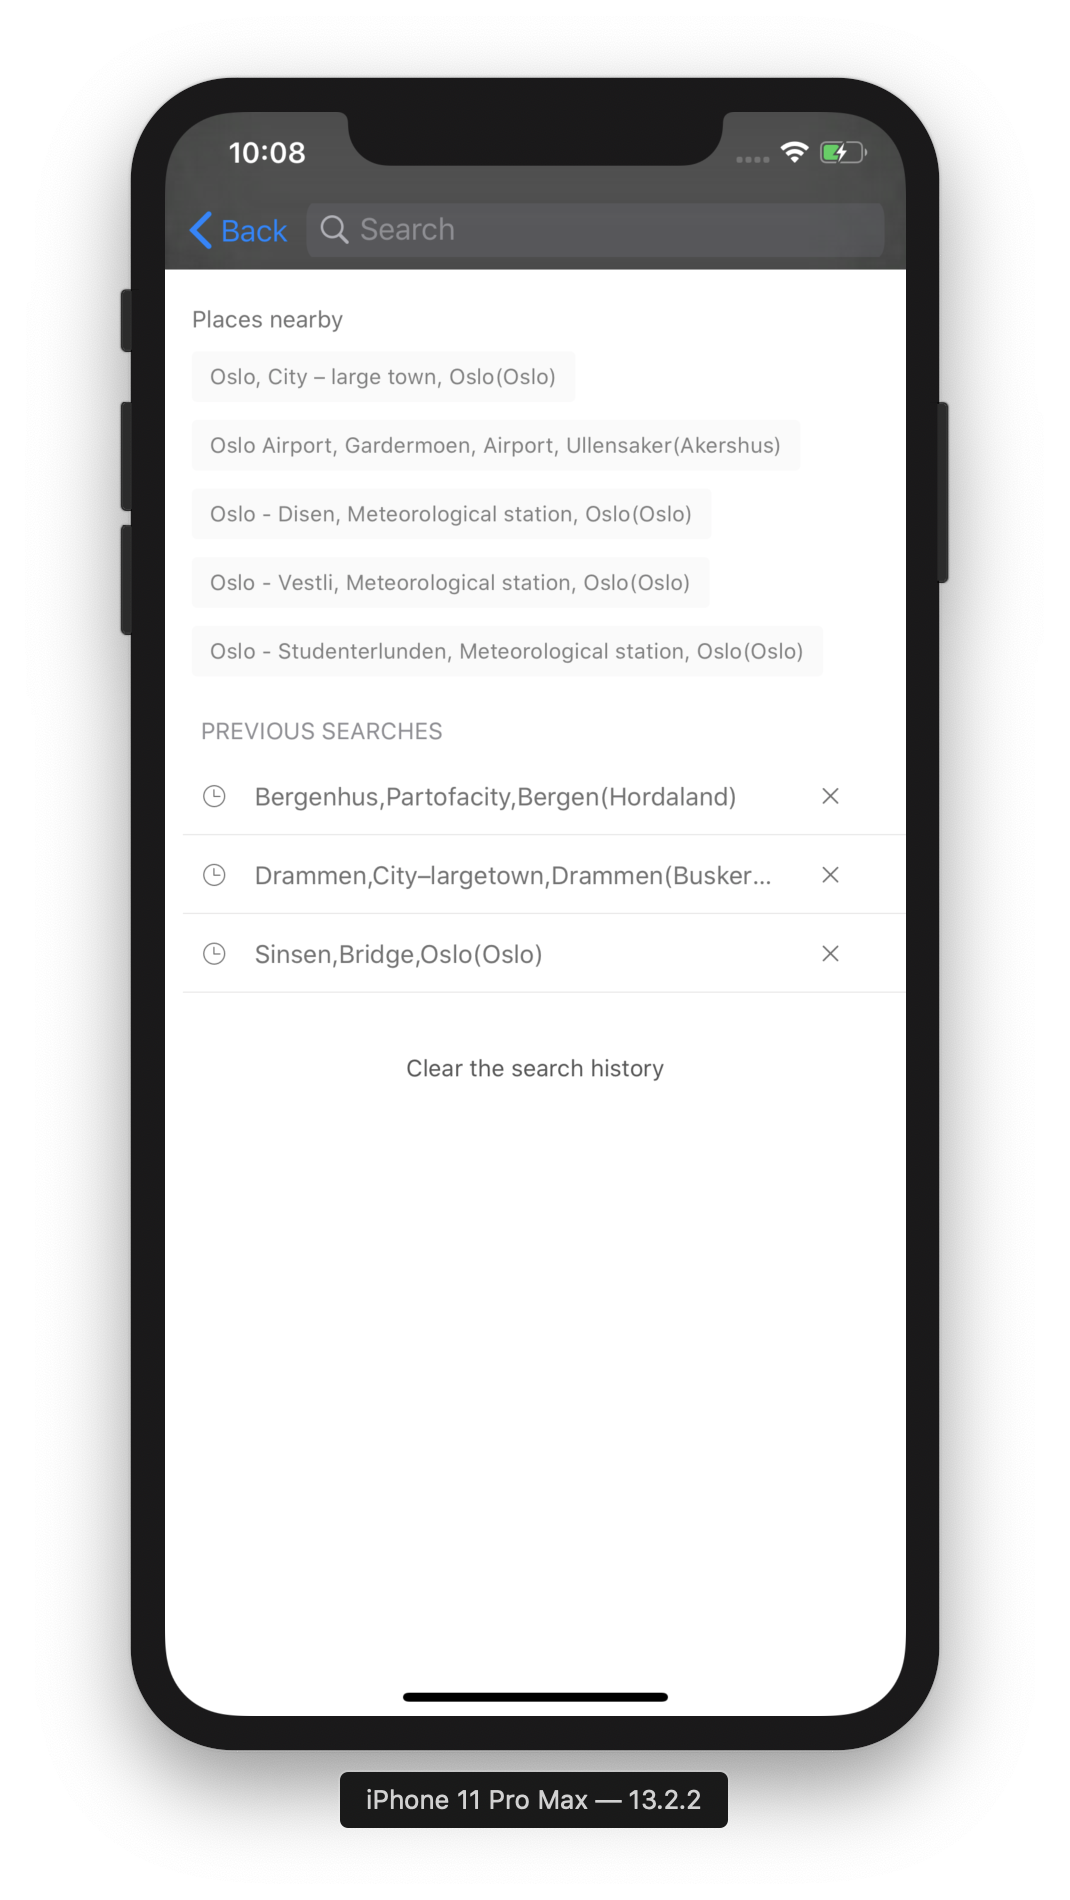 10:08
Back
Search
Places nearby
Oslo, City – large town, Oslo(Oslo)
Oslo Airport, Gardermoen, Airport, Ullensaker(Akershus)
Oslo - Disen, Meteorological station, Oslo(Oslo)
Oslo - Vestli, Meteorological station, Oslo(Oslo)
Oslo - Studenterlunden, Meteorological station, Oslo(Oslo)
PREVIOUS SEARCHES
Bergenhus,Partofacity,Bergen(Hordaland)
Drammen,City–largetown,Drammen(Busker...
Sinsen,Bridge,Oslo(Oslo)
Clear the search history
iPhone 11 Pro Max — 13.2.2